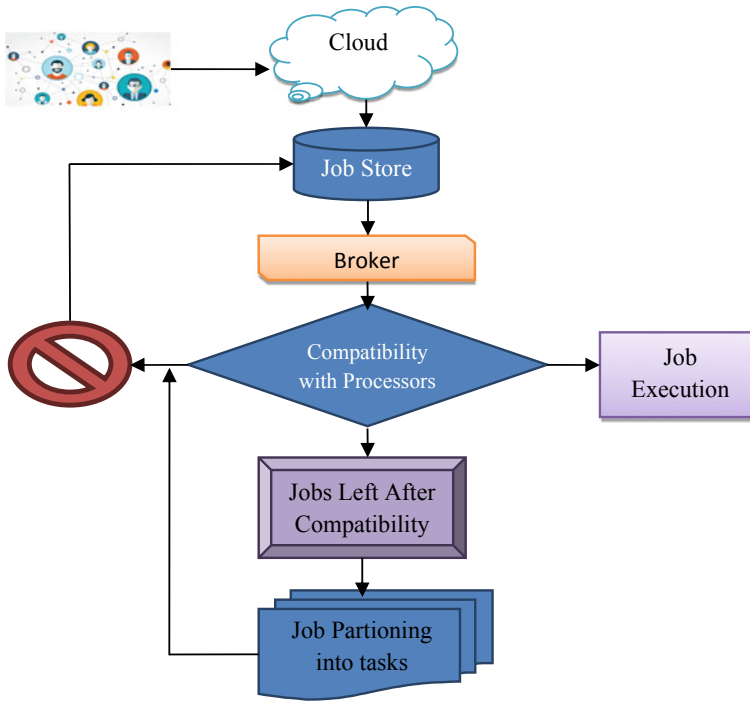 Cloud
Job Store
Broker
Compatibility
with Processors
Job
Execution
Jobs Left After
Compatibility
Job Partioning
into tasks